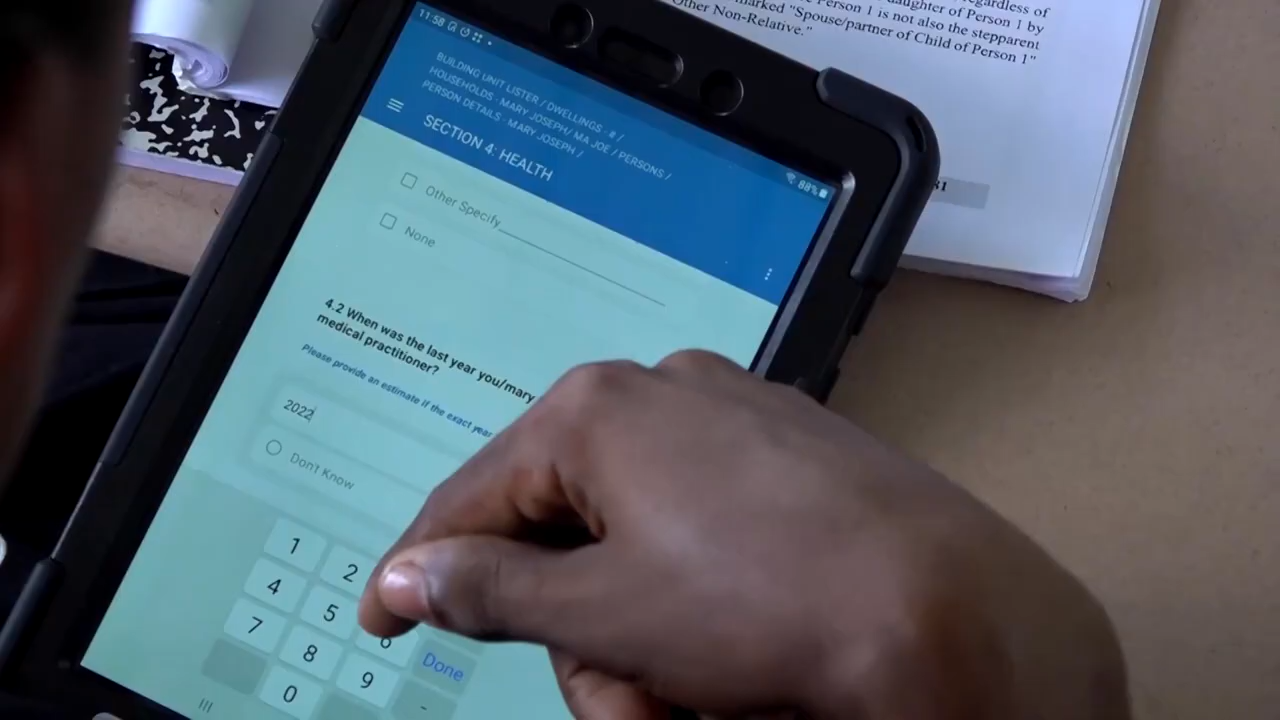 regardless of
daughter of Person 1 by
marked "Spouse/partner Person 1 is not also the stepparent
Other Non-Relative." of Child of Person 1"
31
11:58
88%
BUILDING UNIT LISTER / DWELLINGS - # /
HOUSEHOLDS - MARY JOSEPH/ MA JOE / PERSONS /
PERSON DETAILS - MARY JOSEPH /
SECTION 4: HEALTH
Other Specify
None
4.2 When was the last year you/mary
medical practitioner?
Please provide an estimate if the exact year
2022
Don't Know
1
2
4
5
6
7
8
9
Done
0
-